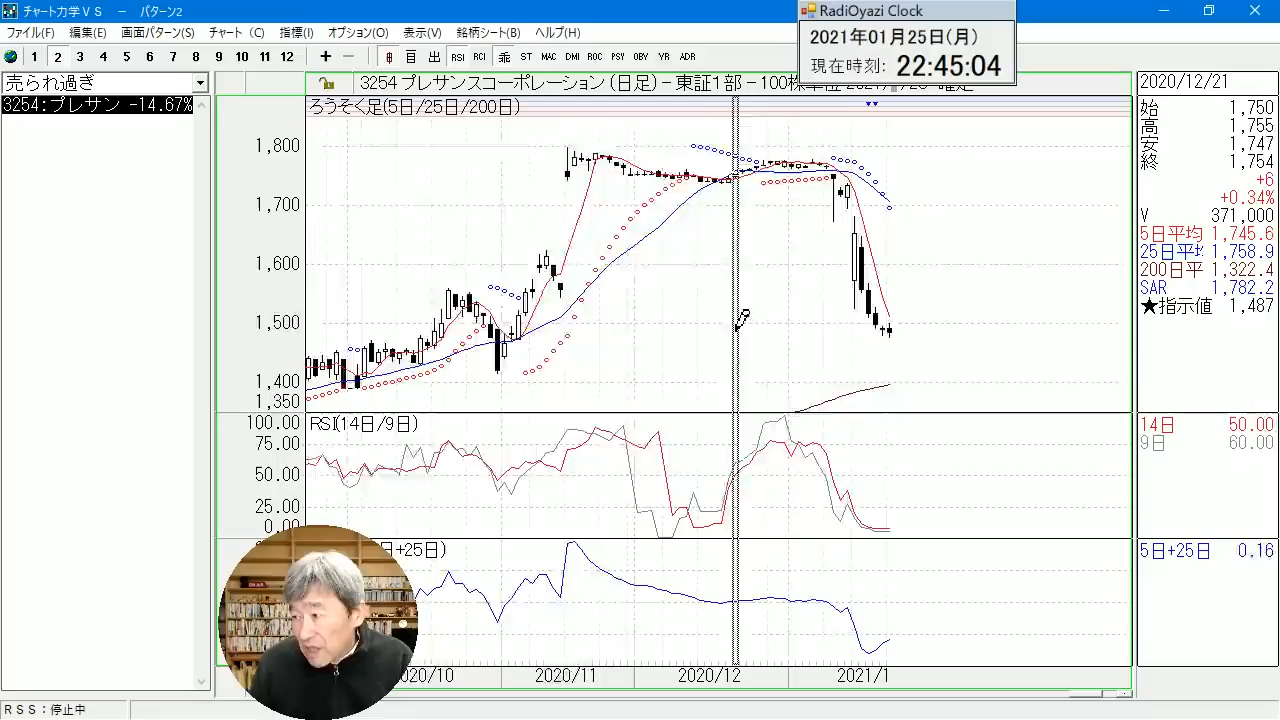 チャート力学VS － パターン2
RadiOyazi Clock
ファイル(F) 編集(E) 画面パターン(S) チャート (C) 指標(I) オプション(O) 表示(V) 銘柄シート(B) ヘルプ(H)
2021年01月25日(月)
現在時刻: 22:45:04
1 2 3 4 5 6 7 8 9 10 11 12 + － 日 出 RSI RCI 乖 ST MAC DMI ROC PSY OBV YR ADR
売られ過ぎ
3254 プレサンスコーポレーション (日足)－東証1部－100株単位
2020/12/21
3254:プレサン -14.67%
ろうそく足(5日/25日/200日)
1,800
1,700
1,600
1,500
1,400
1,350
始 1,750
高 1,755
安 1,747
終 1,754
+6
+0.34%
V 371,000
5日平均 1,745.6
25日平均 1,758.9
200日平 1,322.4
SAR 1,782.2
★指示値 1,487
RSI(14日/9日)
100.00
75.00
50.00
25.00
0.00
14日 50.00
9日 60.00
日+25日)
5日+25日 0.16
2020/11
2020/12
2021/1
RSS：停止中